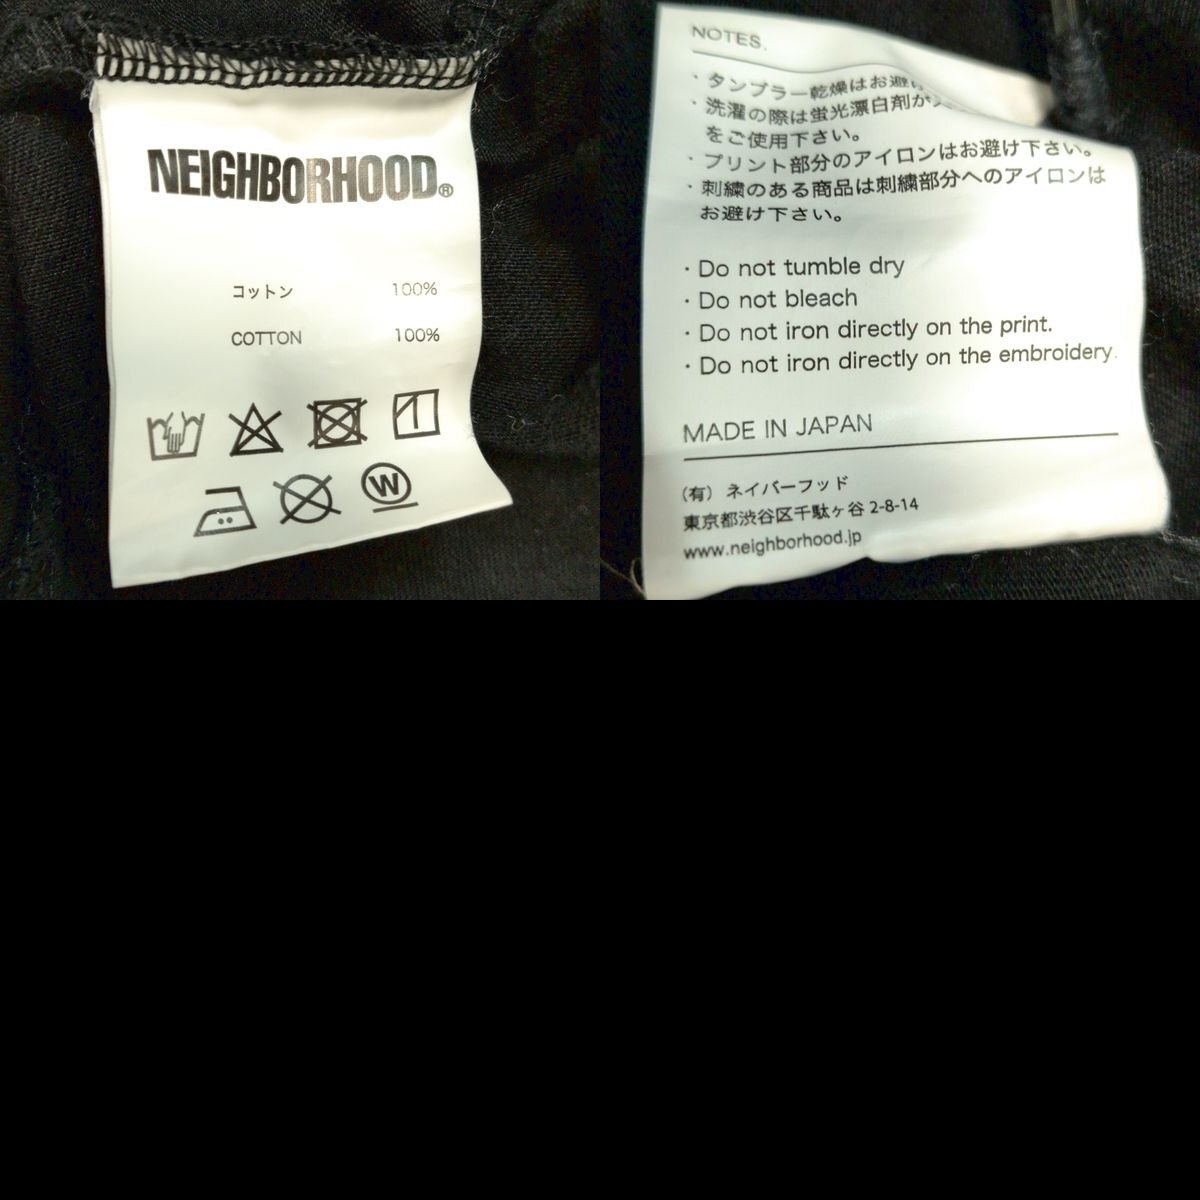 NEIGHBORHOOD®
コットン 100%
COTTON 100%
W
NOTES.
・タンブラー乾燥はお避け
・洗濯の際は蛍光漂白剤が
をご使用下さい。
・プリント部分のアイロンはお避け下さい。
・刺繍のある商品は刺繍部分へのアイロンは
お避け下さい。
・Do not tumble dry
・Do not bleach
・Do not iron directly on the print.
・Do not iron directly on the embroidery.
MADE IN JAPAN
（有）ネイバーフッド
東京都渋谷区千駄ヶ谷 2-8-14
www.neighborhood.jp